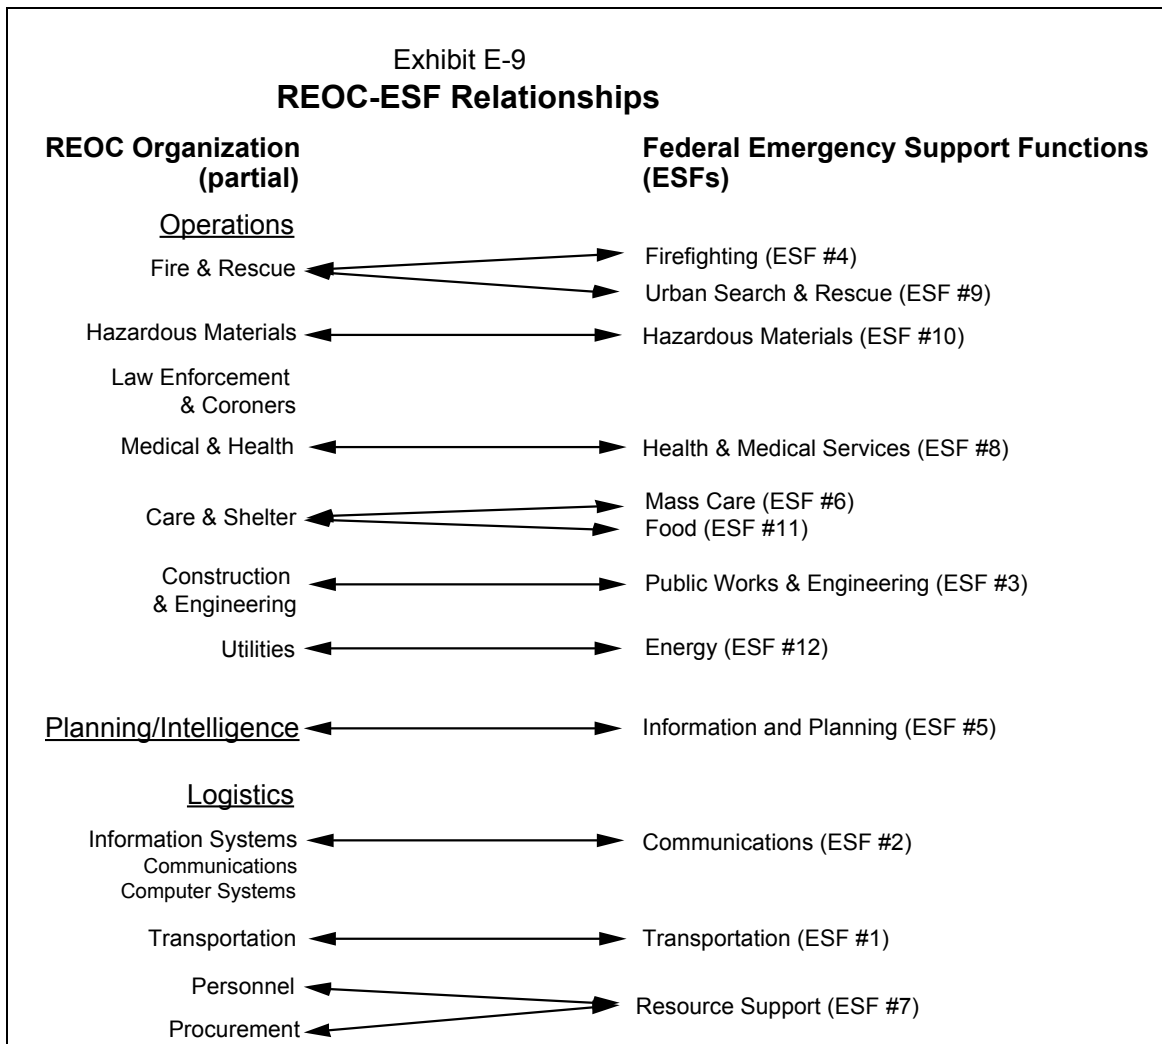 Exhibit E-9
REOC-ESF Relationships
REOC Organization
(partial)
Federal Emergency Support Functions
(ESFs)
Operations
Fire & Rescue
Firefighting (ESF #4)
Urban Search & Rescue (ESF #9)
Hazardous Materials
Hazardous Materials (ESF #10)
Law Enforcement
& Coroners
Medical & Health
Health & Medical Services (ESF #8)
Care & Shelter
Mass Care (ESF #6)
Food (ESF #11)
Construction
& Engineering
Public Works & Engineering (ESF #3)
Utilities
Energy (ESF #12)
Planning/Intelligence
Information and Planning (ESF #5)
Logistics
Information Systems
Communications
Computer Systems
Communications (ESF #2)
Transportation
Transportation (ESF #1)
Personnel
Procurement
Resource Support (ESF #7)